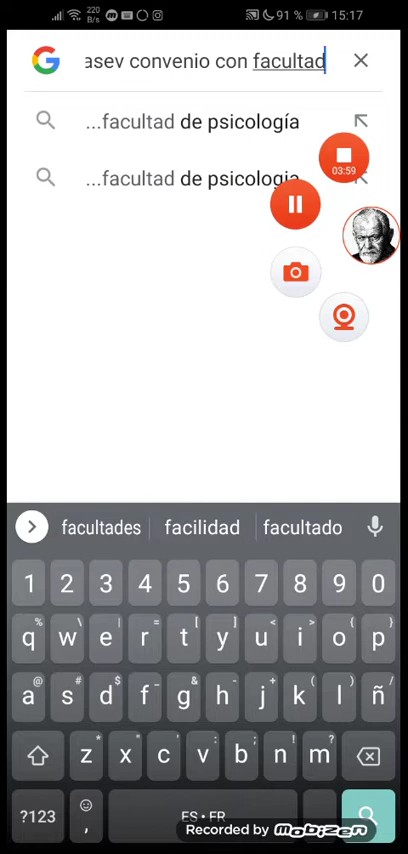 220 B/s 91 % 15:17
asev convenio con facultad
...facultad de psicología
...facultad de psicologia
03:59
facultades facilidad facultado
1 2 3 4 5 6 7 8 9 0
% \ | = [ ] < > { }
q w e r t y u i o p
@ # $ _ & - + ( ) /
a s d f g h j k l ñ
* " ' : ; ! ?
z x c v b n m
?123 , ES • FR
Recorded by mobizen